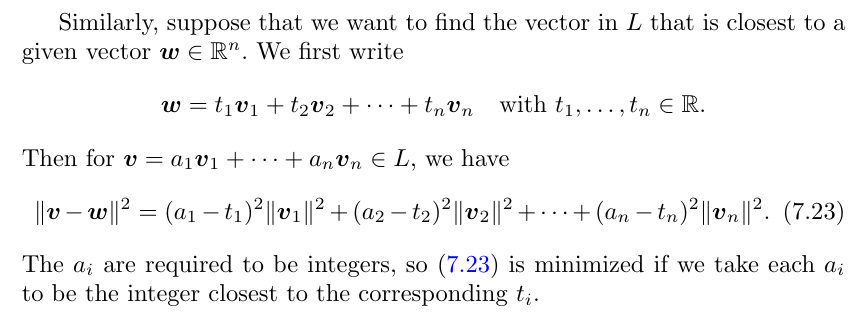 Similarly, suppose that we want to find the vector in L that is closest to a
given vector w ∈ ℝⁿ. We first write
w = t₁v₁ + t₂v₂ + ⋯ + tₙvₙ with t₁, . . . , tₙ ∈ ℝ.
Then for v = a₁v₁ + ⋯ + aₙvₙ ∈ L, we have
‖v − w‖² = (a₁ − t₁)²‖v₁‖² + (a₂ − t₂)²‖v₂‖² + ⋯ + (aₙ − tₙ)²‖vₙ‖². (7.23)
The aᵢ are required to be integers, so (7.23) is minimized if we take each aᵢ
to be the integer closest to the corresponding tᵢ.